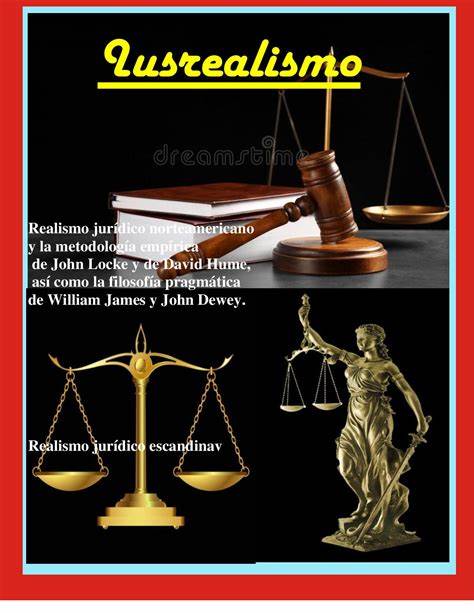 Iusrealismo
dreamstime
Realismo jurídico norteamericano
y la metodología empírica
de John Locke y de David Hume,
así como la filosofía pragmática
de William James y John Dewey.
Realismo jurídico escandinav